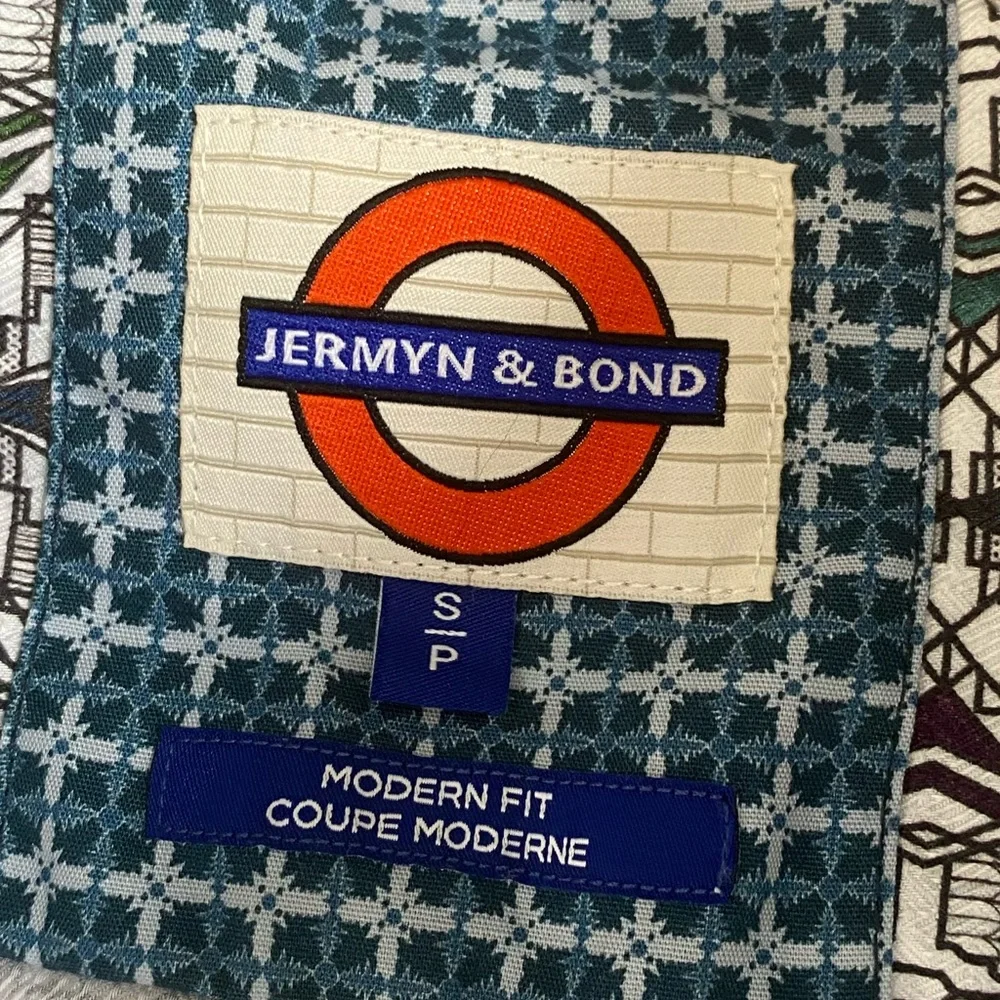 JERMYN & BOND
S
P
MODERN FIT
COUPE MODERNE